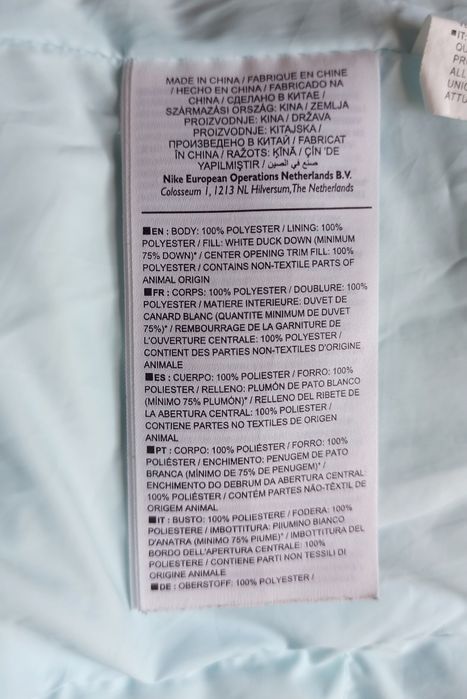 MADE IN CHINA / FABRIQUE EN CHINE
/ HECHO EN CHINA / FABRICADO NA
CHINA / СДЕЛАНО В КИТАЕ /
SZÁRMAZÁSI ORSZÁG: KINA / ZEMLJA
PROIZVODNJE: KINA / DRŽAVA
PROIZVODNJE: KITAJSKA /
ПРОИЗВЕДЕНО В КИТАЙ / FABRICAT
ÎN CHINA / RAŽOTS: ĶĪNĀ / ÇİN 'DE
YAPILMIŞTIR / صنع في الصين
Nike European Operations Netherlands B.V.
Colosseum 1, 1213 NL Hilversum, The Netherlands
EN : BODY: 100% POLYESTER / LINING: 100%
POLYESTER / FILL: WHITE DUCK DOWN (MINIMUM
75% DOWN)* / CENTER OPENING TRIM FILL: 100%
POLYESTER / CONTAINS NON-TEXTILE PARTS OF
ANIMAL ORIGIN
FR : CORPS: 100% POLYESTER / DOUBLURE: 100%
POLYESTER / MATIERE INTERIEURE: DUVET DE
CANARD BLANC (QUANTITE MINIMUM DE DUVET
75%)* / REMBOURRAGE DE LA GARNITURE DE
L'OUVERTURE CENTRALE: 100% POLYESTER /
CONTIENT DES PARTIES NON-TEXTILES D'ORIGINE
ANIMALE
ES : CUERPO: 100% POLIÉSTER / FORRO: 100%
POLIÉSTER / RELLENO: PLUMÓN DE PATO BLANCO
(MÍNIMO 75% PLUMÓN)* / RELLENO DEL RIBETE DE
LA ABERTURA CENTRAL: 100% POLIÉSTER /
CONTIENE PARTES NO TEXTILES DE ORIGEN
ANIMAL
PT : CORPO: 100% POLIÉSTER / FORRO: 100%
POLIÉSTER / ENCHIMENTO: PENUGEM DE PATO
BRANCA (MÍNIMO DE 75% DE PENUGEM)* /
ENCHIMENTO DO DEBRUM DA ABERTURA CENTRAL:
100% POLIÉSTER / CONTÉM PARTES NÃO-TÊXTIL DE
ORIGEM ANIMAL
IT : BUSTO: 100% POLIESTERE / FODERA: 100%
POLIESTERE / IMBOTTITURA: PIIUMINO BIANCO
D'ANATRA (MINIMO 75% PIUME)* / IMBOTTITURA DEL
BORDO DELL'APERTURA CENTRALE: 100%
POLIESTERE / CONTIENE PARTI NON TESSILI DI
ORIGINE ANIMALE
DE : OBERSTOFF: 100% POLYESTER /
IT: